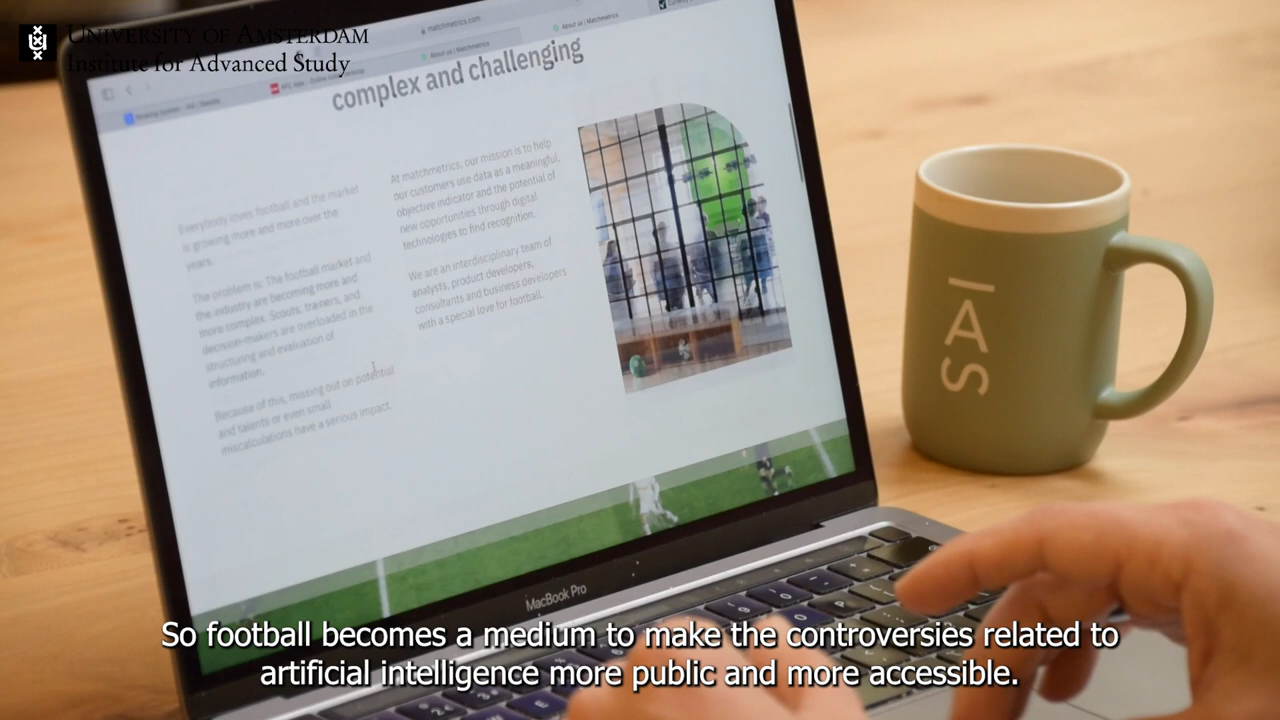 UNIVERSITY OF AMSTERDAM
Institute for Advanced Study
matchmetrics.com
About us | Matchmetrics
About us | Matchmetrics
complex and challenging
Everybody loves football and the market
is growing more and more over the
years.
The problem is: The football market and
the industry are becoming more and
more complex. Scouts, trainers, and
decision-makers are overloaded in the
structuring and evaluation of
information.
Because of this, missing out on potential
and talents or even small
miscalculations have a serious impact.
At matchmetrics, our mission is to help
our customers use data as a meaningful,
objective indicator and the potential of
new opportunities through digital
technologies to find recognition.
We are an interdisciplinary team of
analysts, product developers,
consultants and business developers
with a special love for football.
IAS
MacBook Pro
So football becomes a medium to make the controversies related to
artificial intelligence more public and more accessible.